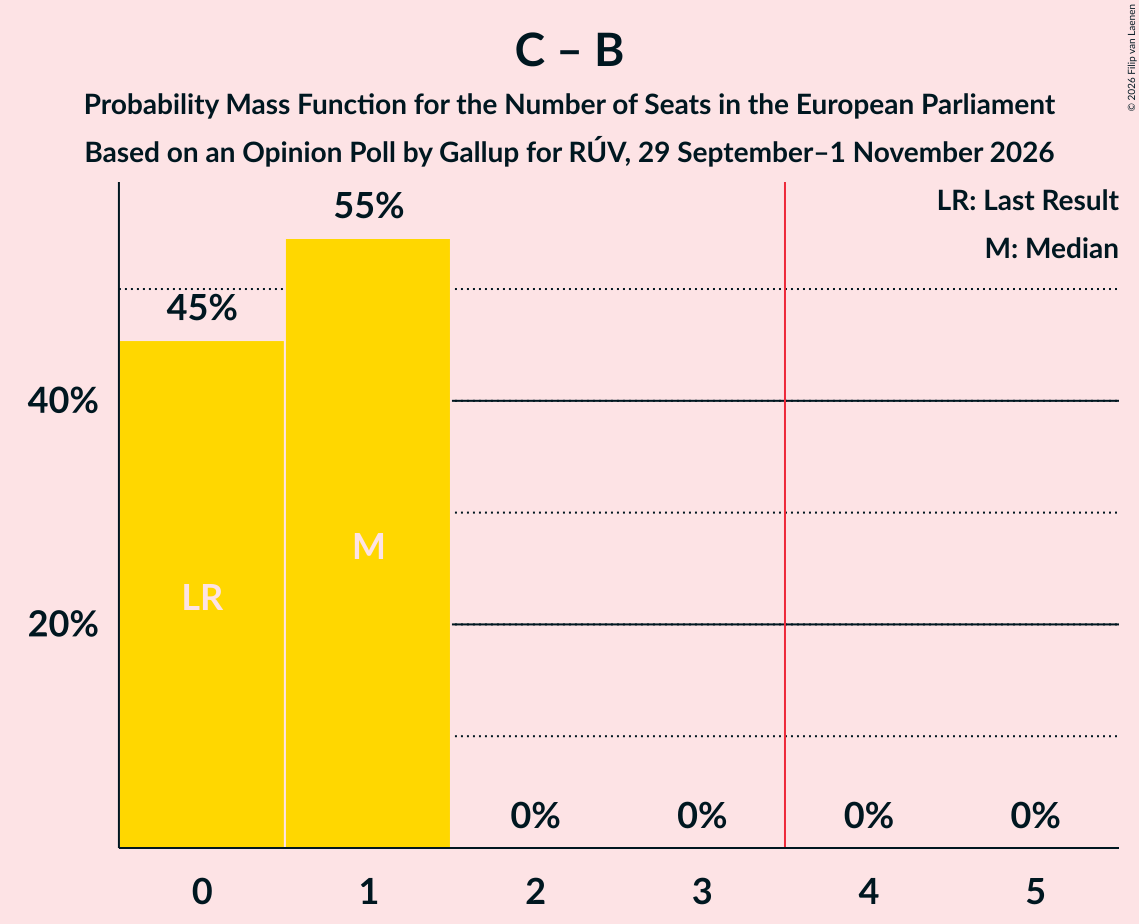 C – B
Probability Mass Function for the Number of Seats in the European Parliament
Based on an Opinion Poll by Gallup for RÚV, 29 September–1 November 2026
© 2026 Filip van Laenen
LR: Last Result
M: Median
55%
45%
40%
20%
M
LR
0%
0%
0%
0%
0
1
2
3
4
5